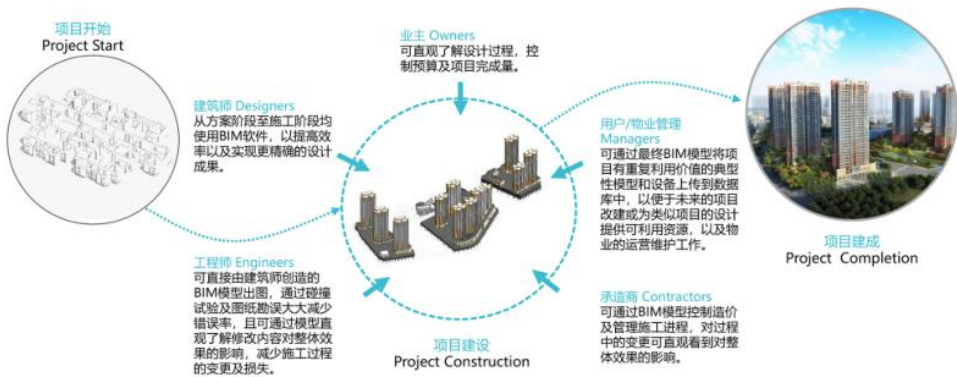 项目开始
Project Start
建筑师 Designers
从方案阶段至施工阶段均
使用BIM软件，以提高效
率以及实现更精确的设计
成果。
工程师 Engineers
可直接由建筑师创造的
BIM模型出图，通过碰撞
试验及图纸勘误大大减少
错误率，且可通过模型直
观了解修改内容对整体效
果的影响，减少施工过程
的变更及损失。
业主 Owners
可直观了解设计过程，控
制预算及项目完成量。
项目建设
Project Construction
用户/物业管理
Managers
可通过最终BIM模型将项
目有重复利用价值的典型
性模型和设备上传到数据
库中，以便于未来的项目
改建或为类似项目的设计
提供可利用资源，以及物
业的运营维护工作。
承造商 Contractors
可通过BIM模型控制造价
及管理施工进程，对过程
中的变更可直观看到对整
体效果的影响。
项目建成
Project Completion